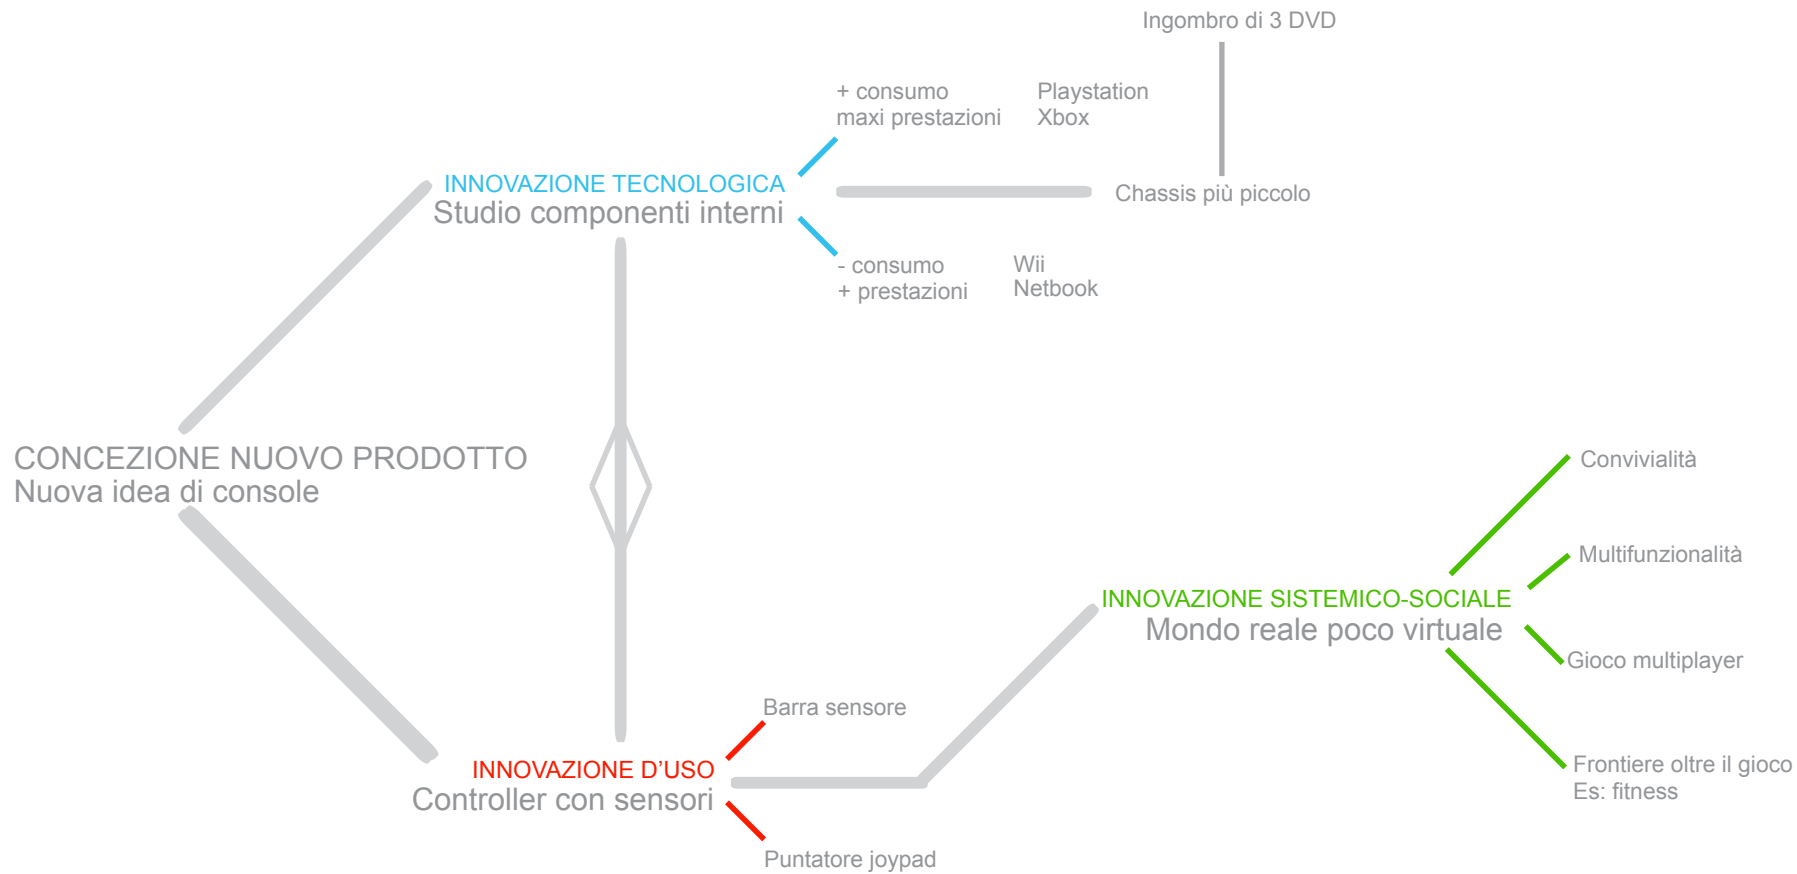 Ingombro di 3 DVD
+ consumo
maxi prestazioni
Playstation
Xbox
INNOVAZIONE TECNOLOGICA
Studio componenti interni
Chassis più piccolo
- consumo
+ prestazioni
Wii
Netbook
CONCEZIONE NUOVO PRODOTTO
Nuova idea di console
Convivialità
Multifunzionalità
INNOVAZIONE SISTEMICO-SOCIALE
Mondo reale poco virtuale
Gioco multiplayer
Frontiere oltre il gioco
Es: fitness
Barra sensore
INNOVAZIONE D'USO
Controller con sensori
Puntatore joypad